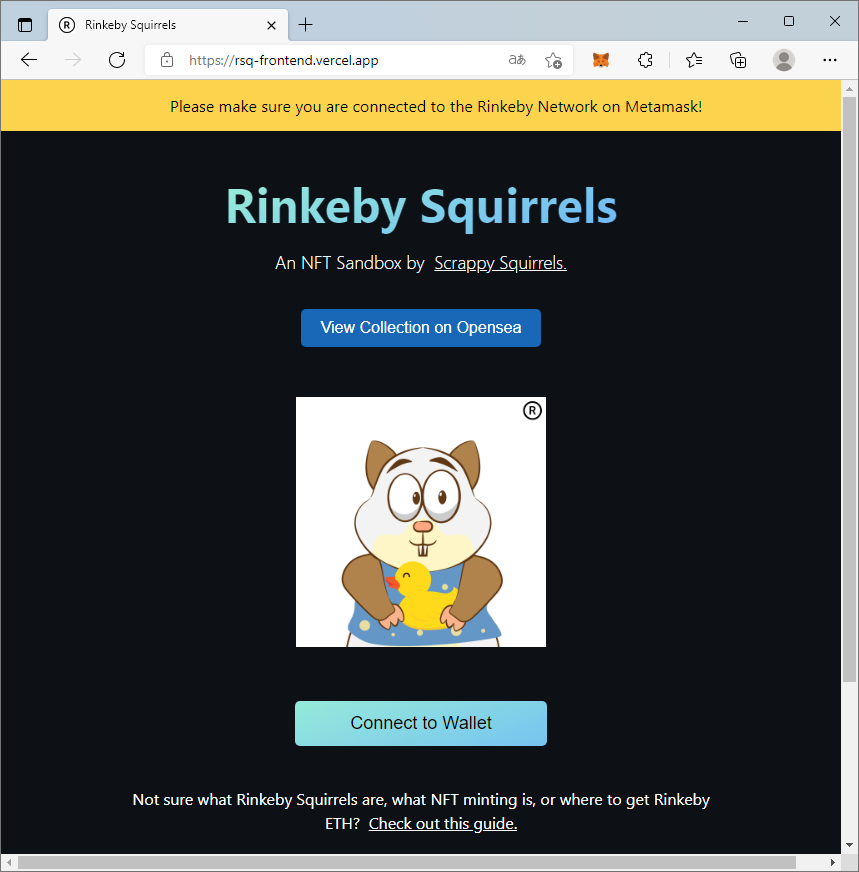 Rinkeby Squirrels
https://rsq-frontend.vercel.app
aあ
Please make sure you are connected to the Rinkeby Network on Metamask!
Rinkeby Squirrels
An NFT Sandbox by Scrappy Squirrels.
View Collection on Opensea
®
Connect to Wallet
Not sure what Rinkeby Squirrels are, what NFT minting is, or where to get Rinkeby
ETH? Check out this guide.